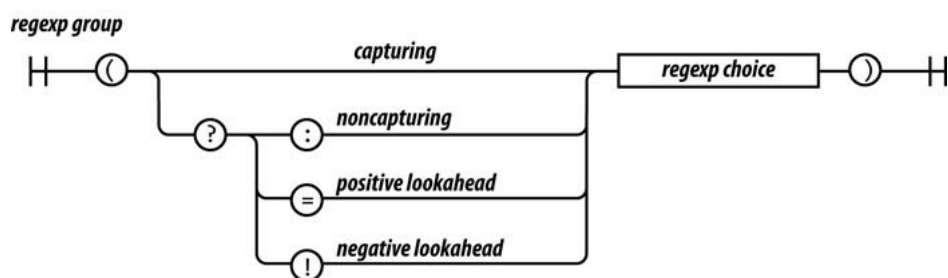 regexp group
( capturing regexp choice )
? : noncapturing
= positive lookahead
! negative lookahead